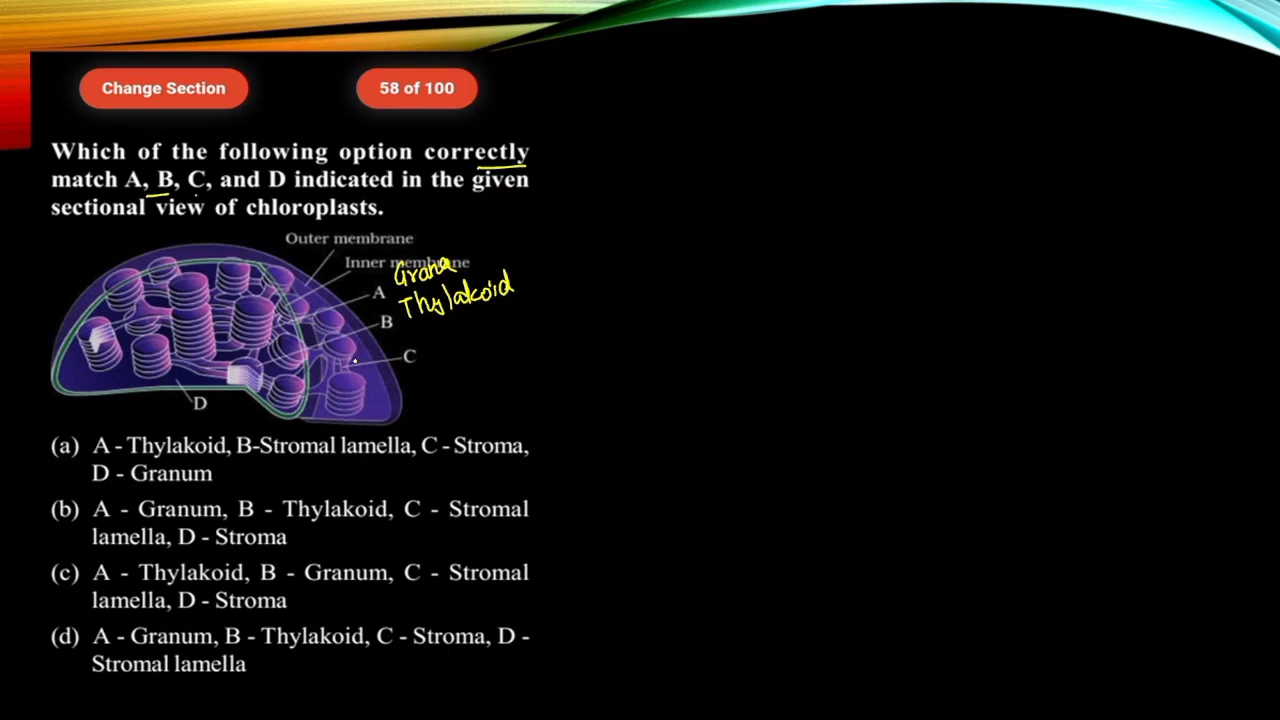 Change Section
58 of 100
Which of the following option correctly
match A, B, C, and D indicated in the given
sectional view of chloroplasts.
Outer membrane
Inner membrane
Grana
A
Thylakoid
B
C
D
(a) A - Thylakoid, B-Stromal lamella, C - Stroma,
D - Granum
(b) A - Granum, B - Thylakoid, C - Stromal
lamella, D - Stroma
(c) A - Thylakoid, B - Granum, C - Stromal
lamella, D - Stroma
(d) A - Granum, B - Thylakoid, C - Stroma, D -
Stromal lamella